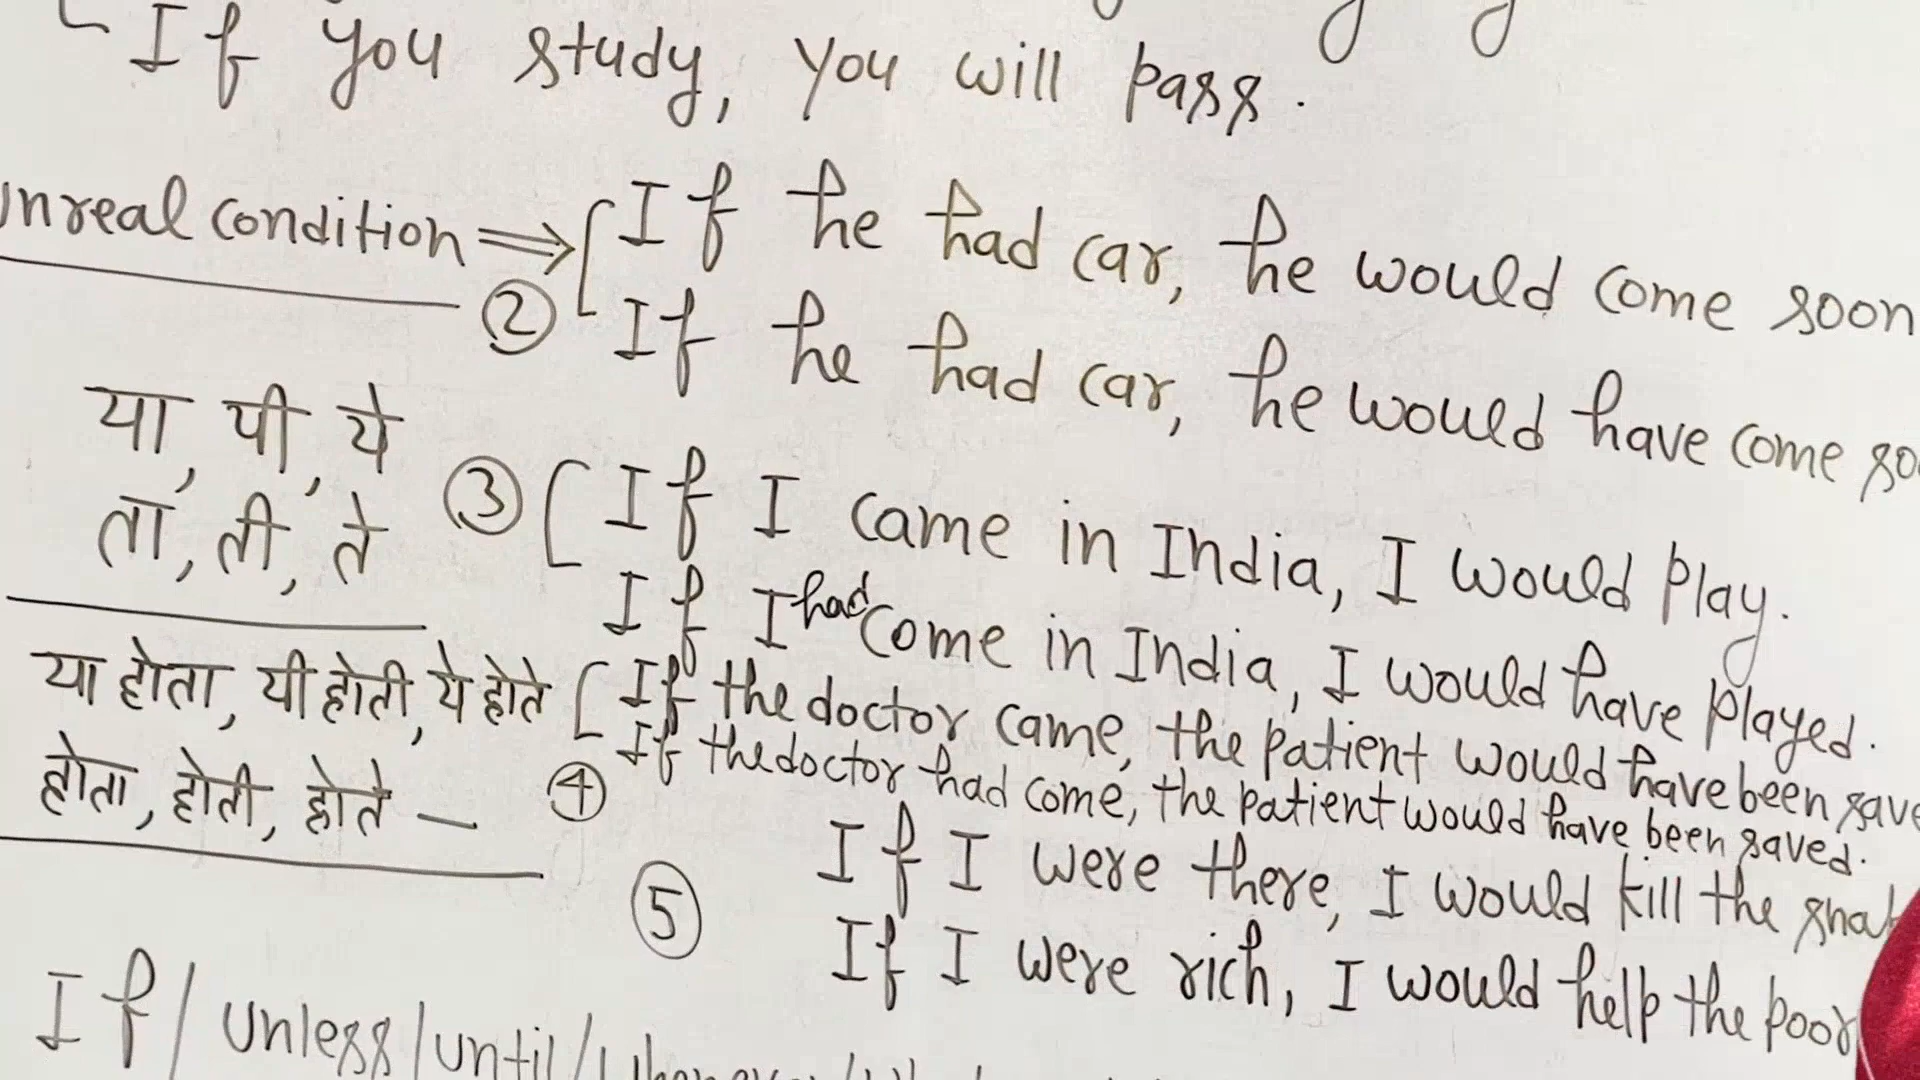 If you study, you will pass.
unreal condition ⇒ If he had car, he would come soon
② If he had car, he would have come
या, यी, ये
③ If I came in India, I would play.
ता, ती, ते
If I had come in India, I would have played.
या होता, यी होती, ये होते If the doctor came, the patient would have been save
④ If the doctor had come, the patient would have been saved.
होता, होती, होते —
If I were there, I would kill the
⑤
If I were rich, I would help the poor
If / unless / until /